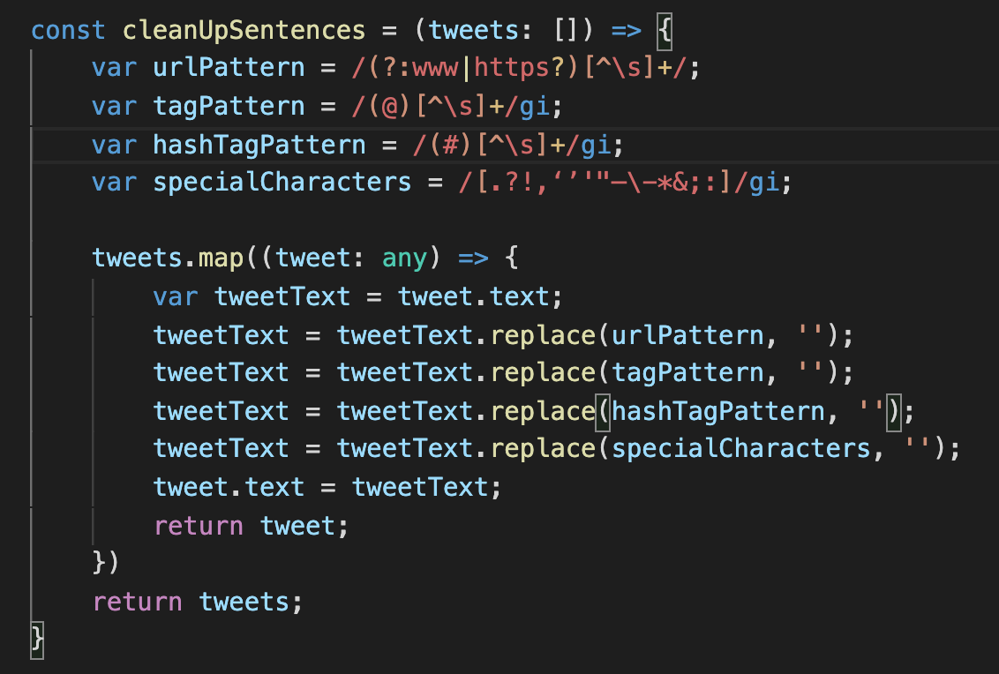 const cleanUpSentences = (tweets: []) => {
    var urlPattern = /(?:www|https?)[^\s]+/;
    var tagPattern = /(@)[^\s]+/gi;
    var hashTagPattern = /(#)[^\s]+/gi;
    var specialCharacters = /[.?!,‘’'"—\-*&;:]/gi;

    tweets.map((tweet: any) => {
        var tweetText = tweet.text;
        tweetText = tweetText.replace(urlPattern, '');
        tweetText = tweetText.replace(tagPattern, '');
        tweetText = tweetText.replace(hashTagPattern, '');
        tweetText = tweetText.replace(specialCharacters, '');
        tweet.text = tweetText;
        return tweet;
    })
    return tweets;
}